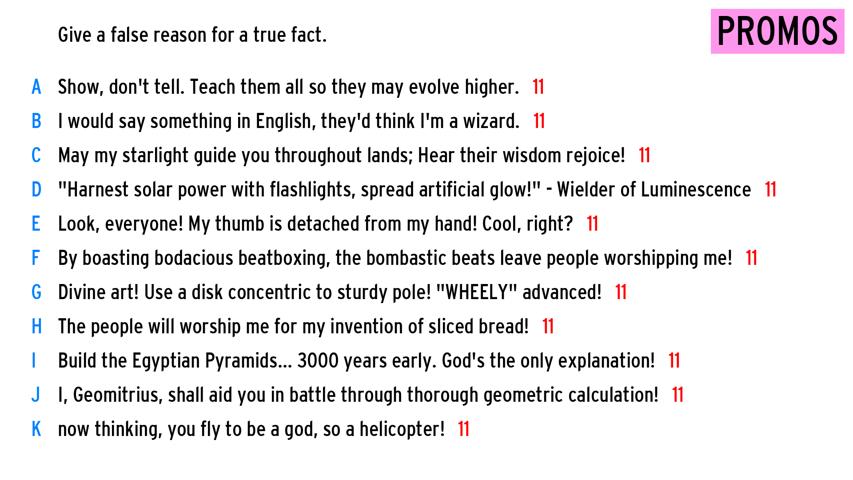 Give a false reason for a true fact.
PROMOS
A Show, don't tell. Teach them all so they may evolve higher. 11
B I would say something in English, they'd think I'm a wizard. 11
C May my starlight guide you throughout lands; Hear their wisdom rejoice! 11
D "Harnest solar power with flashlights, spread artificial glow!" - Wielder of Luminescence 11
E Look, everyone! My thumb is detached from my hand! Cool, right? 11
F By boasting bodacious beatboxing, the bombastic beats leave people worshipping me! 11
G Divine art! Use a disk concentric to sturdy pole! "WHEELY" advanced! 11
H The people will worship me for my invention of sliced bread! 11
I Build the Egyptian Pyramids... 3000 years early. God's the only explanation! 11
J I, Geomitrius, shall aid you in battle through thorough geometric calculation! 11
K now thinking, you fly to be a god, so a helicopter! 11